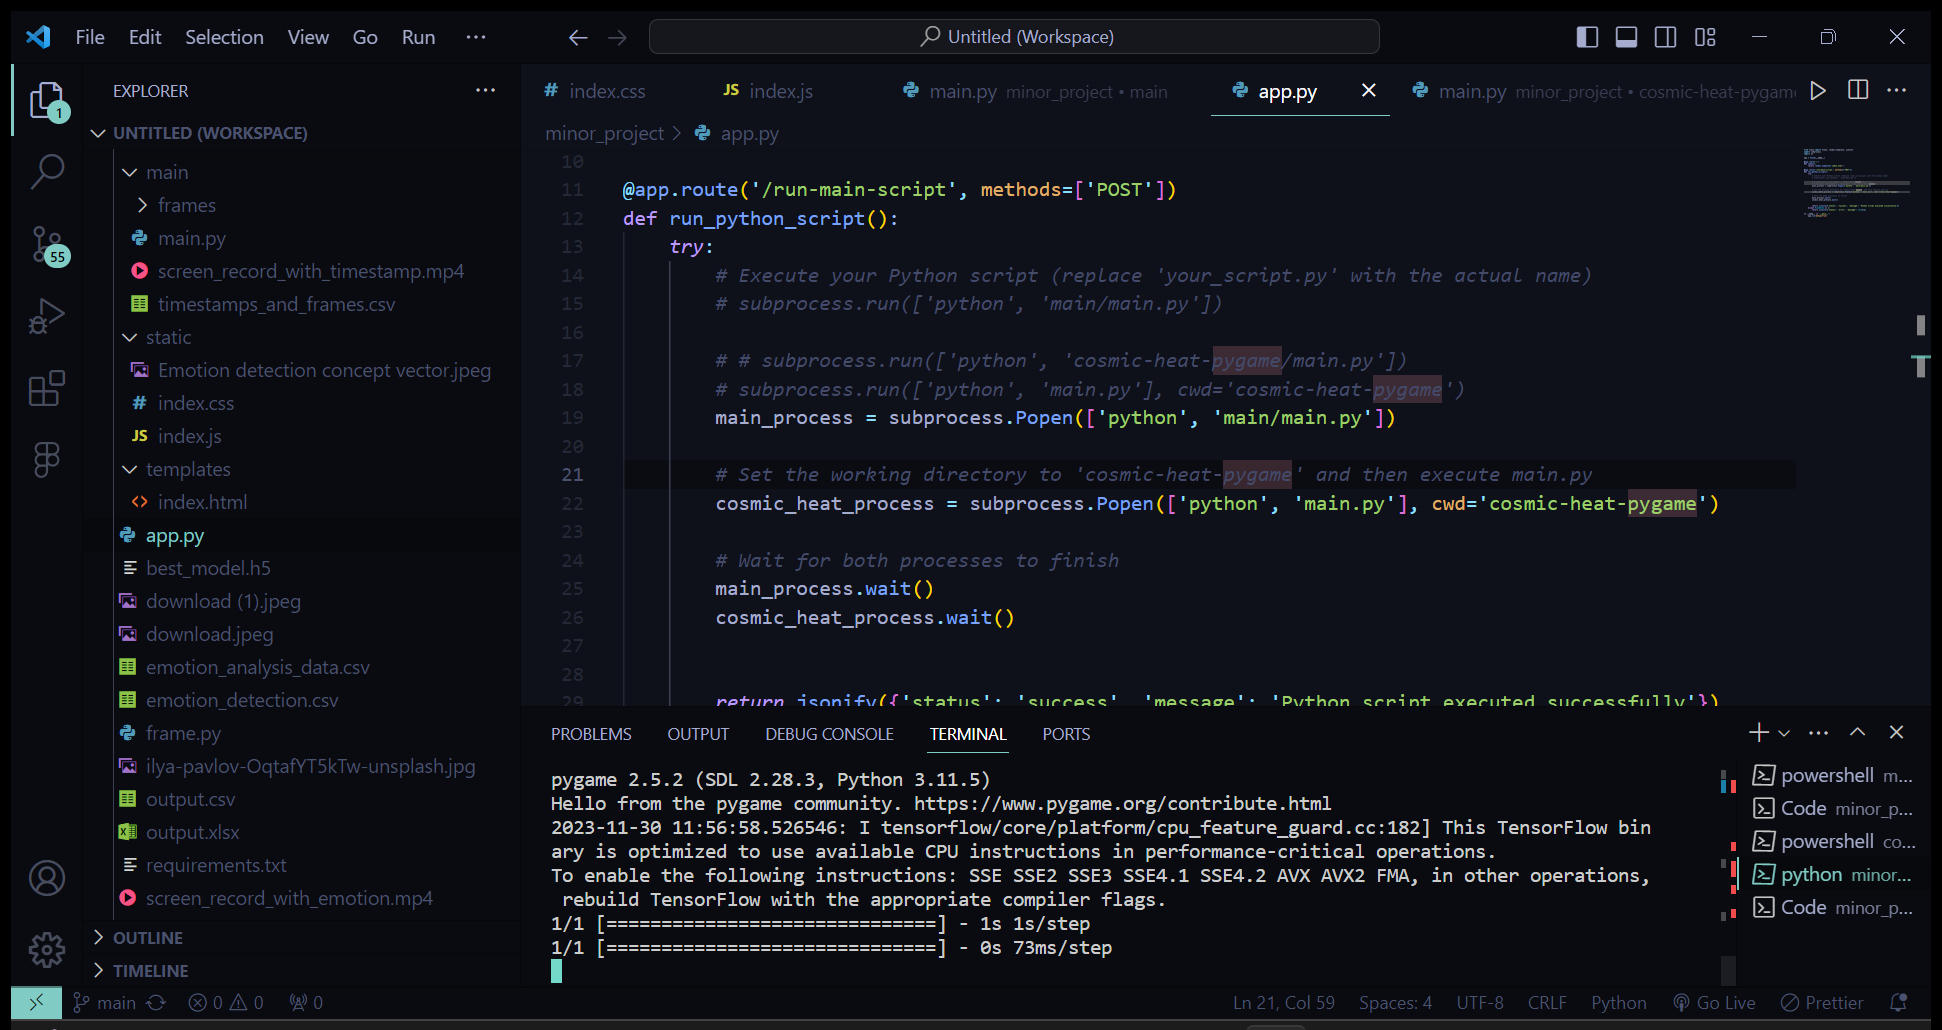 File Edit Selection View Go Run ···
Untitled (Workspace)
EXPLORER
1
UNTITLED (WORKSPACE)
main
frames
main.py
screen_record_with_timestamp.mp4
timestamps_and_frames.csv
static
Emotion detection concept vector.jpeg
# index.css
JS index.js
templates
<> index.html
app.py
best_model.h5
download (1).jpeg
download.jpeg
emotion_analysis_data.csv
emotion_detection.csv
frame.py
ilya-pavlov-OqtafYT5kTw-unsplash.jpg
output.csv
output.xlsx
requirements.txt
screen_record_with_emotion.mp4
OUTLINE
TIMELINE
55
# index.css JS index.js main.py minor_project • main app.py main.py minor_project • cosmic-heat-pygame
minor_project > app.py
10
11 @app.route('/run-main-script', methods=['POST'])
12 def run_python_script():
13 try:
14 # Execute your Python script (replace 'your_script.py' with the actual name)
15 # subprocess.run(['python', 'main/main.py'])
16
17 # # subprocess.run(['python', 'cosmic-heat-pygame/main.py'])
18 # subprocess.run(['python', 'main.py'], cwd='cosmic-heat-pygame')
19 main_process = subprocess.Popen(['python', 'main/main.py'])
20
21 # Set the working directory to 'cosmic-heat-pygame' and then execute main.py
22 cosmic_heat_process = subprocess.Popen(['python', 'main.py'], cwd='cosmic-heat-pygame')
23
24 # Wait for both processes to finish
25 main_process.wait()
26 cosmic_heat_process.wait()
27
28
29 return jsonify({'status': 'success', 'message': 'Python script executed successfully'})
PROBLEMS OUTPUT DEBUG CONSOLE TERMINAL PORTS
pygame 2.5.2 (SDL 2.28.3, Python 3.11.5)
Hello from the pygame community. https://www.pygame.org/contribute.html
2023-11-30 11:56:58.526546: I tensorflow/core/platform/cpu_feature_guard.cc:182] This TensorFlow bin
ary is optimized to use available CPU instructions in performance-critical operations.
To enable the following instructions: SSE SSE2 SSE3 SSE4.1 SSE4.2 AVX AVX2 FMA, in other operations,
rebuild TensorFlow with the appropriate compiler flags.
1/1 [==============================] - 1s 1s/step
1/1 [==============================] - 0s 73ms/step
powershell m...
Code minor_p...
powershell co...
python minor...
Code minor_p...
main 0 0 0
Ln 21, Col 59 Spaces: 4 UTF-8 CRLF Python Go Live Prettier